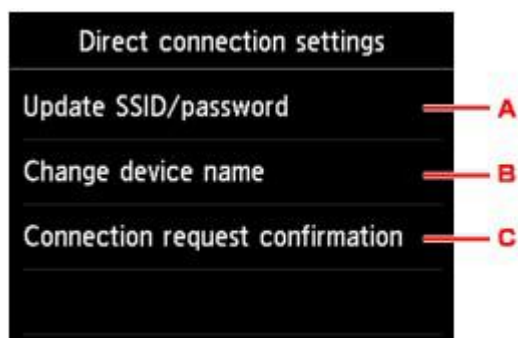 Direct connection settings
Update SSID/password A
Change device name B
Connection request confirmation C